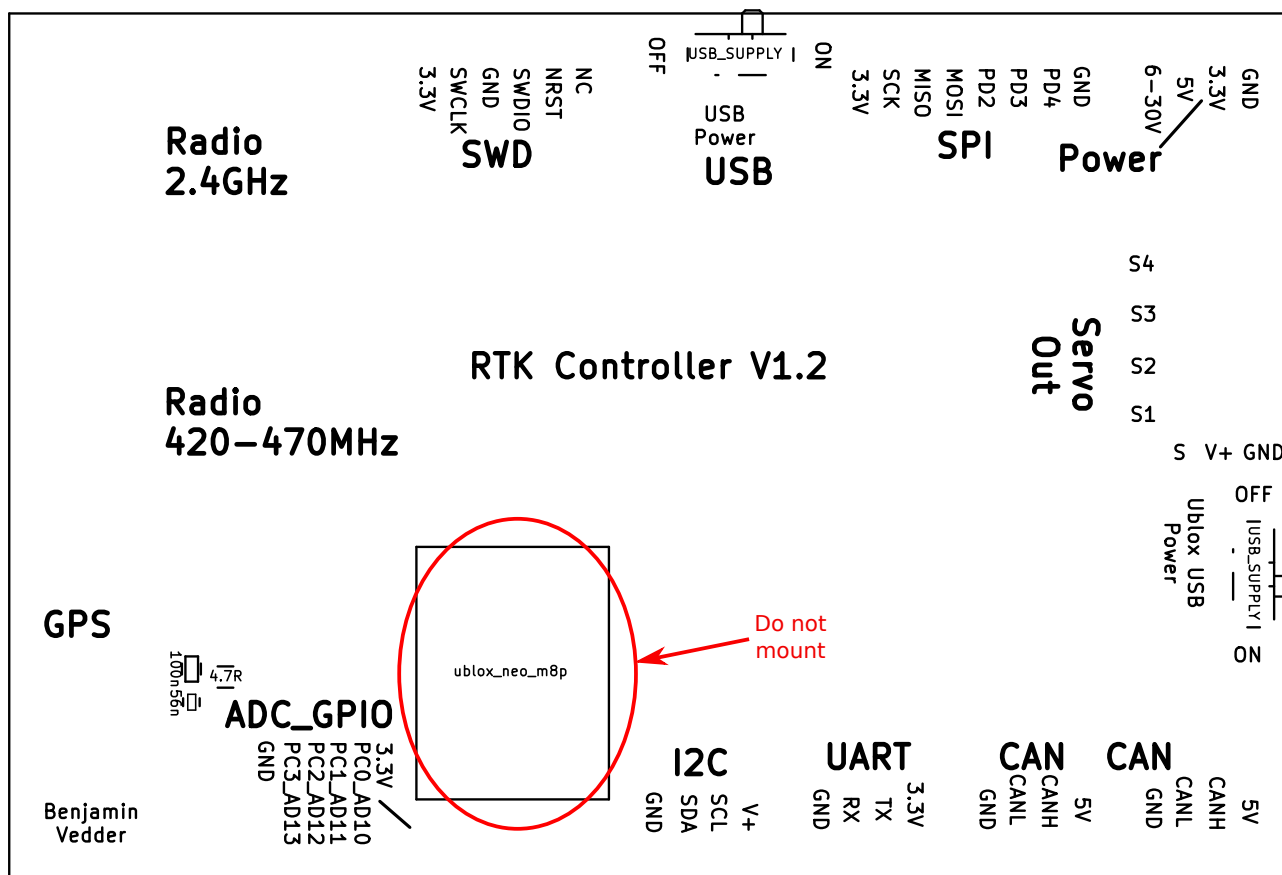 OFF
USB_SUPPLY
ON
3.3V
SWCLK
GND
SWDIO
NRST
NC
SWD
USB
Power
USB
3.3V
SCK
MISO
MOSI
PD2
PD3
PD4
GND
SPI
6-30V
5V
3.3V
GND
Power
Radio
2.4GHz
S4
S3
S2
S1
Servo
Out
S V+ GND
RTK Controller V1.2
Radio
420-470MHz
OFF
Ublox USB
Power
USB_SUPPLY
ON
GPS
100n
4.7R
56n
ublox_neo_m8p
Do not
mount
ADC_GPIO
GND
PC3_AD13
PC2_AD12
PC1_AD11
PC0_AD10
3.3V
I2C
GND
SDA
SCL
V+
UART
GND
RX
TX
3.3V
CAN
GND
CANL
CANH
5V
CAN
GND
CANL
CANH
5V
Benjamin
Vedder